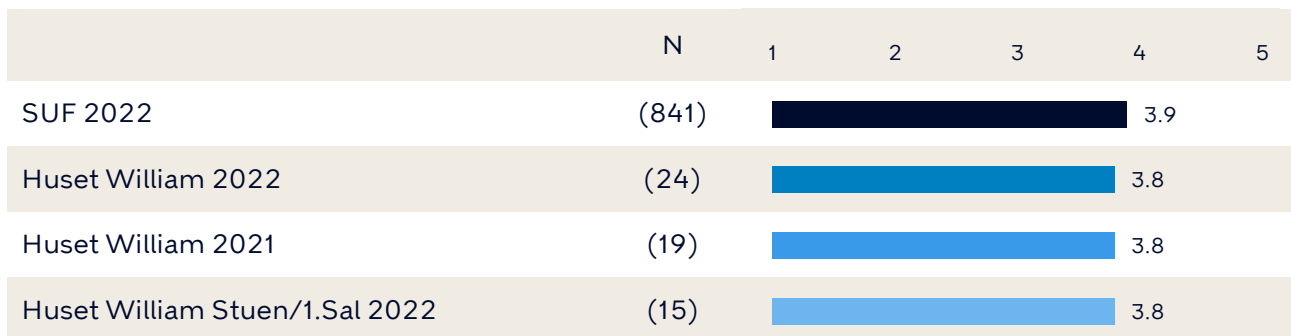 N 1 2 3 4 5
SUF 2022 (841) 3.9
Huset William 2022 (24) 3.8
Huset William 2021 (19) 3.8
Huset William Stuen/1.Sal 2022 (15) 3.8